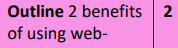 Outline 2 benefits 2
of using web-